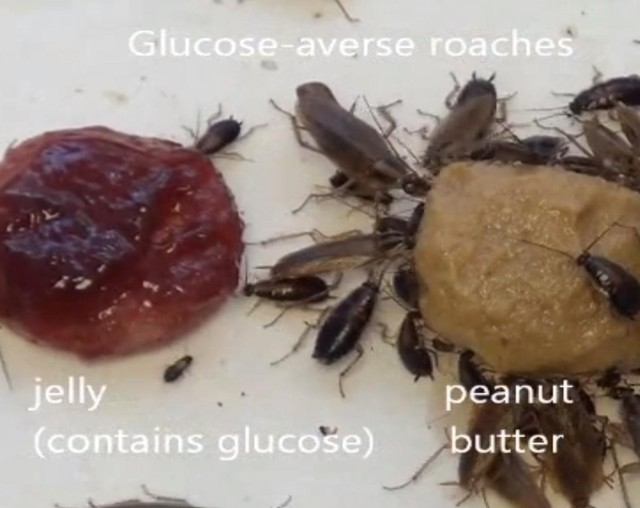 Glucose-averse roaches
jelly
(contains glucose)
peanut
butter